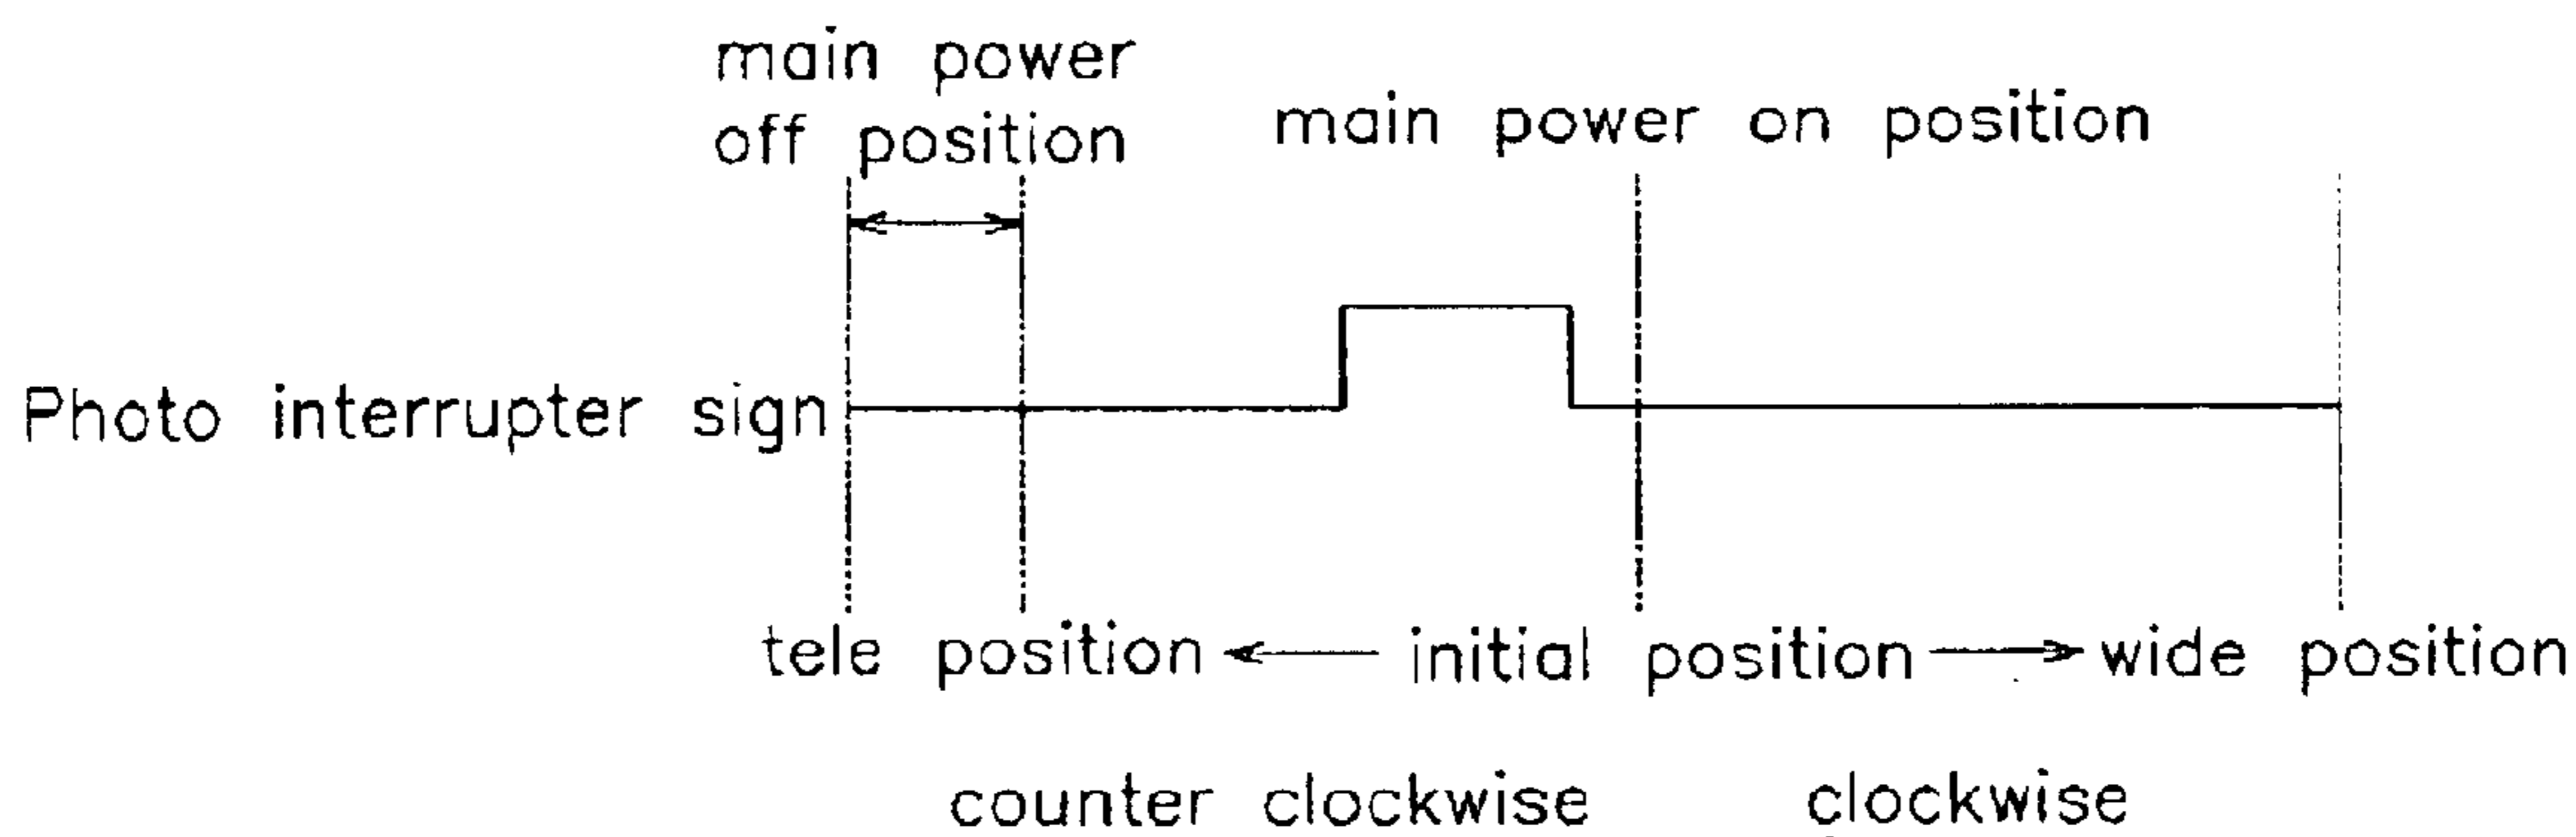 main power
off position
main power on position
Photo interrupter sign
tele position ← initial position → wide position
counter clockwise clockwise